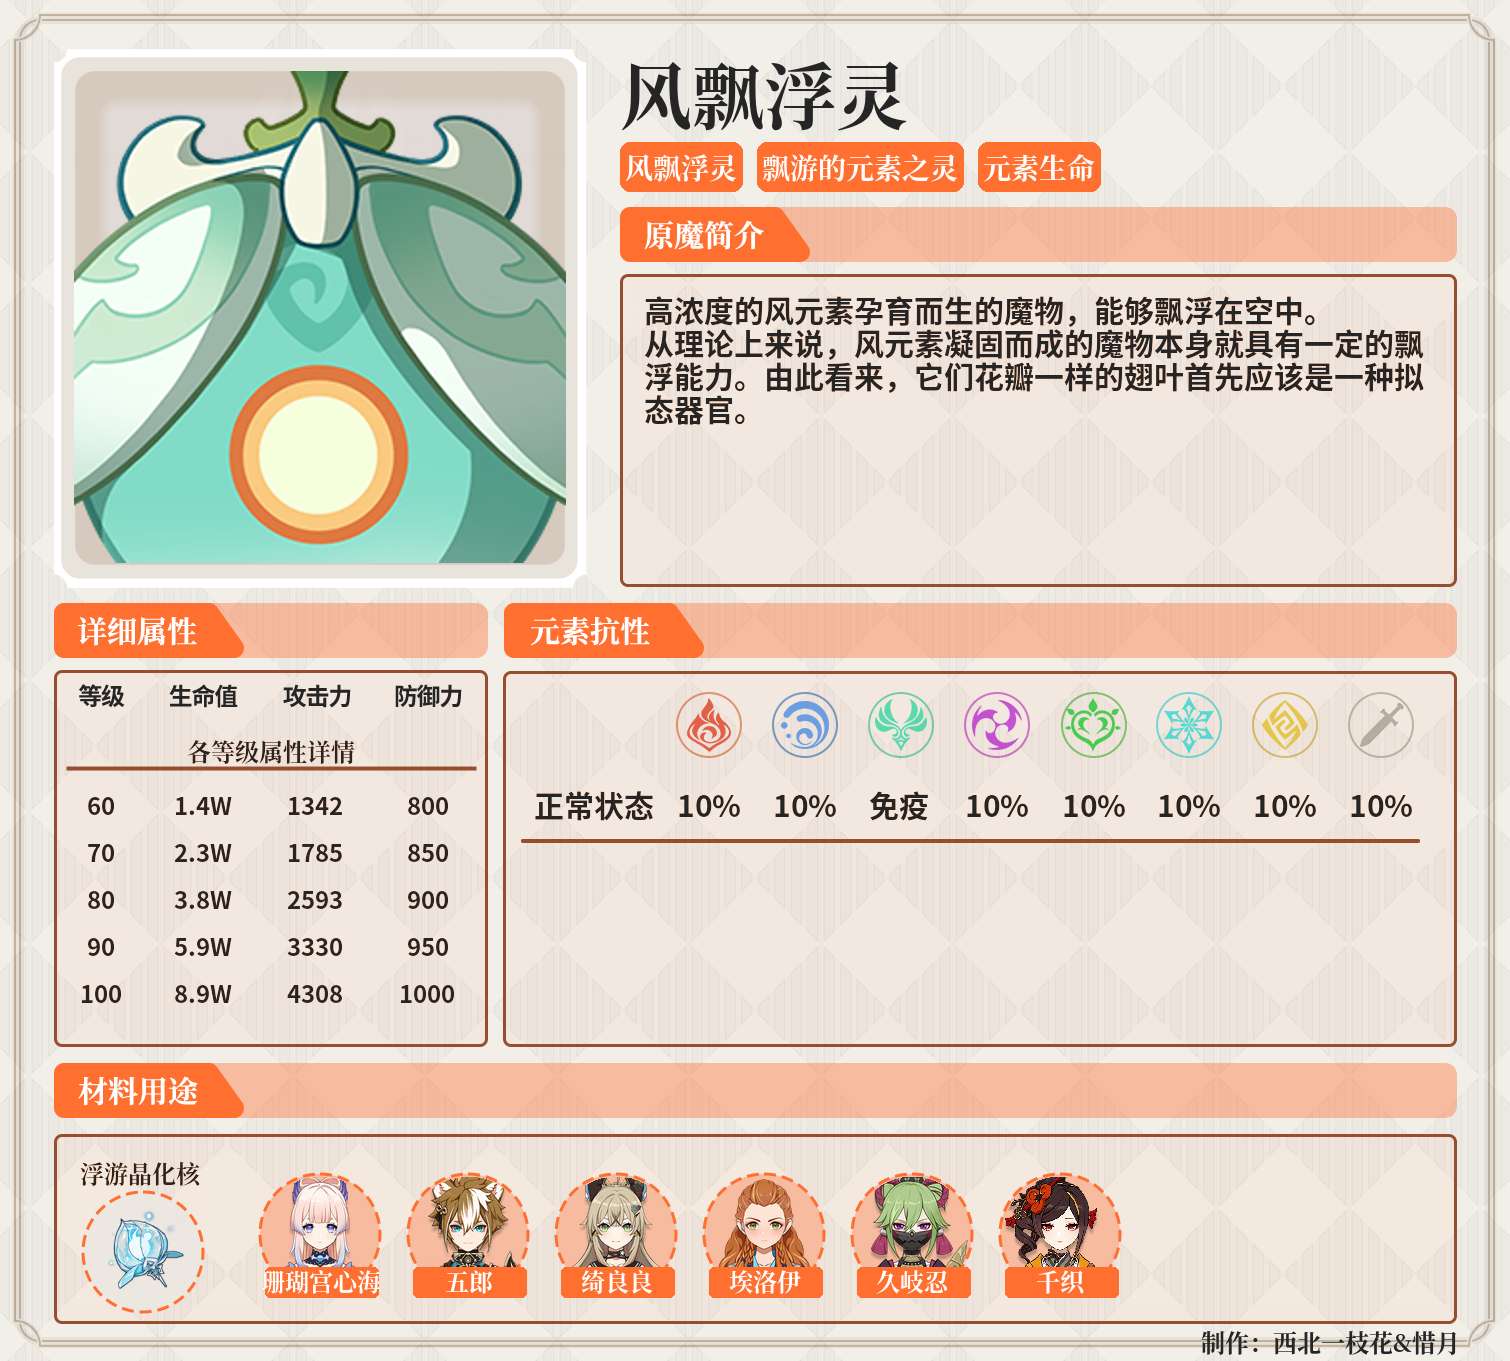 风飘浮灵
风飘浮灵 飘游的元素之灵 元素生命
原魔简介
高浓度的风元素孕育而生的魔物，能够飘浮在空中。
从理论上来说，风元素凝固而成的魔物本身就具有一定的飘
浮能力。由此看来，它们花瓣一样的翅叶首先应该是一种拟
态器官。
详细属性
等级 生命值 攻击力 防御力
各等级属性详情
60 1.4W 1342 800
70 2.3W 1785 850
80 3.8W 2593 900
90 5.9W 3330 950
100 8.9W 4308 1000
元素抗性
正常状态 10% 10% 免疫 10% 10% 10% 10% 10%
材料用途
浮游晶化核
珊瑚宫心海 五郎 绮良良 埃洛伊 久岐忍 千织
制作：西北一枝花&惜月